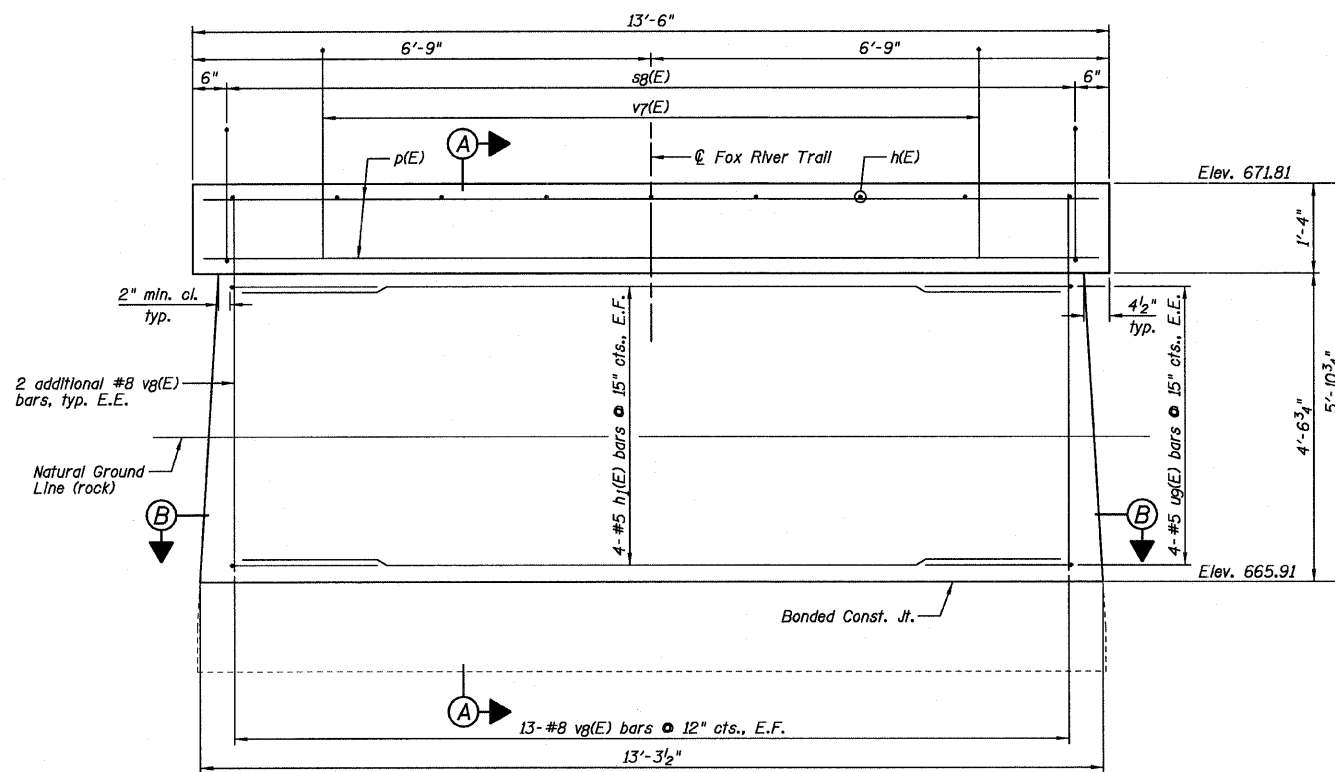 13'-6"
6'-9" 6'-9"
6" s8(E) 6"
v7(E)
A
p(E) ℄ Fox River Trail h(E)
Elev. 671.81
1'-4"
2" min. cl.
typ.
4½"
typ.
4-#5 h1(E) bars @ 15" cts., E.F.
4-#5 u9(E) bars @ 15" cts., E.E.
4'-6¾"
5'-10¾"
2 additional #8 v8(E)
bars, typ. E.E.
Natural Ground
Line (rock)
B B
Elev. 665.91
Bonded Const. Jt.
A
13-#8 v8(E) bars @ 12" cts., E.F.
13'-3½"